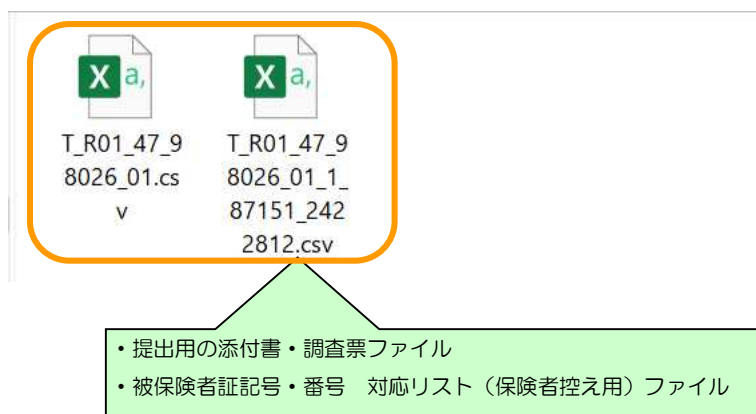 X a,
X a,
T_R01_47_9
8026_01.cs
v
T_R01_47_9
8026_01_1_
87151_242
2812.csv
・提出用の添付書・調査票ファイル
・被保険者証記号・番号　対応リスト（保険者控え用）ファイル